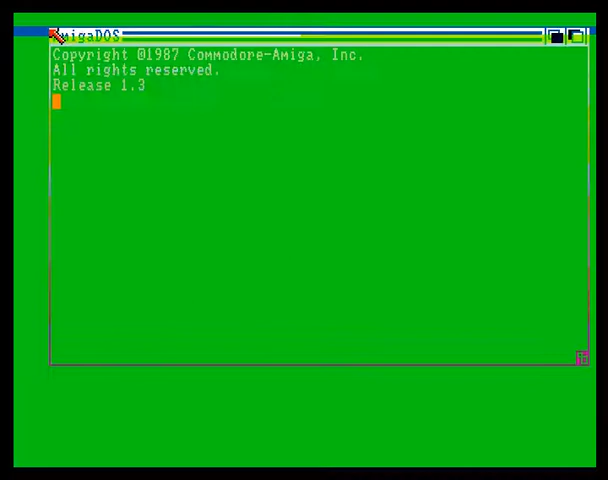 AmigaDOS
Copyright @1987 Commodore-Amiga, Inc.
All rights reserved.
Release 1.3